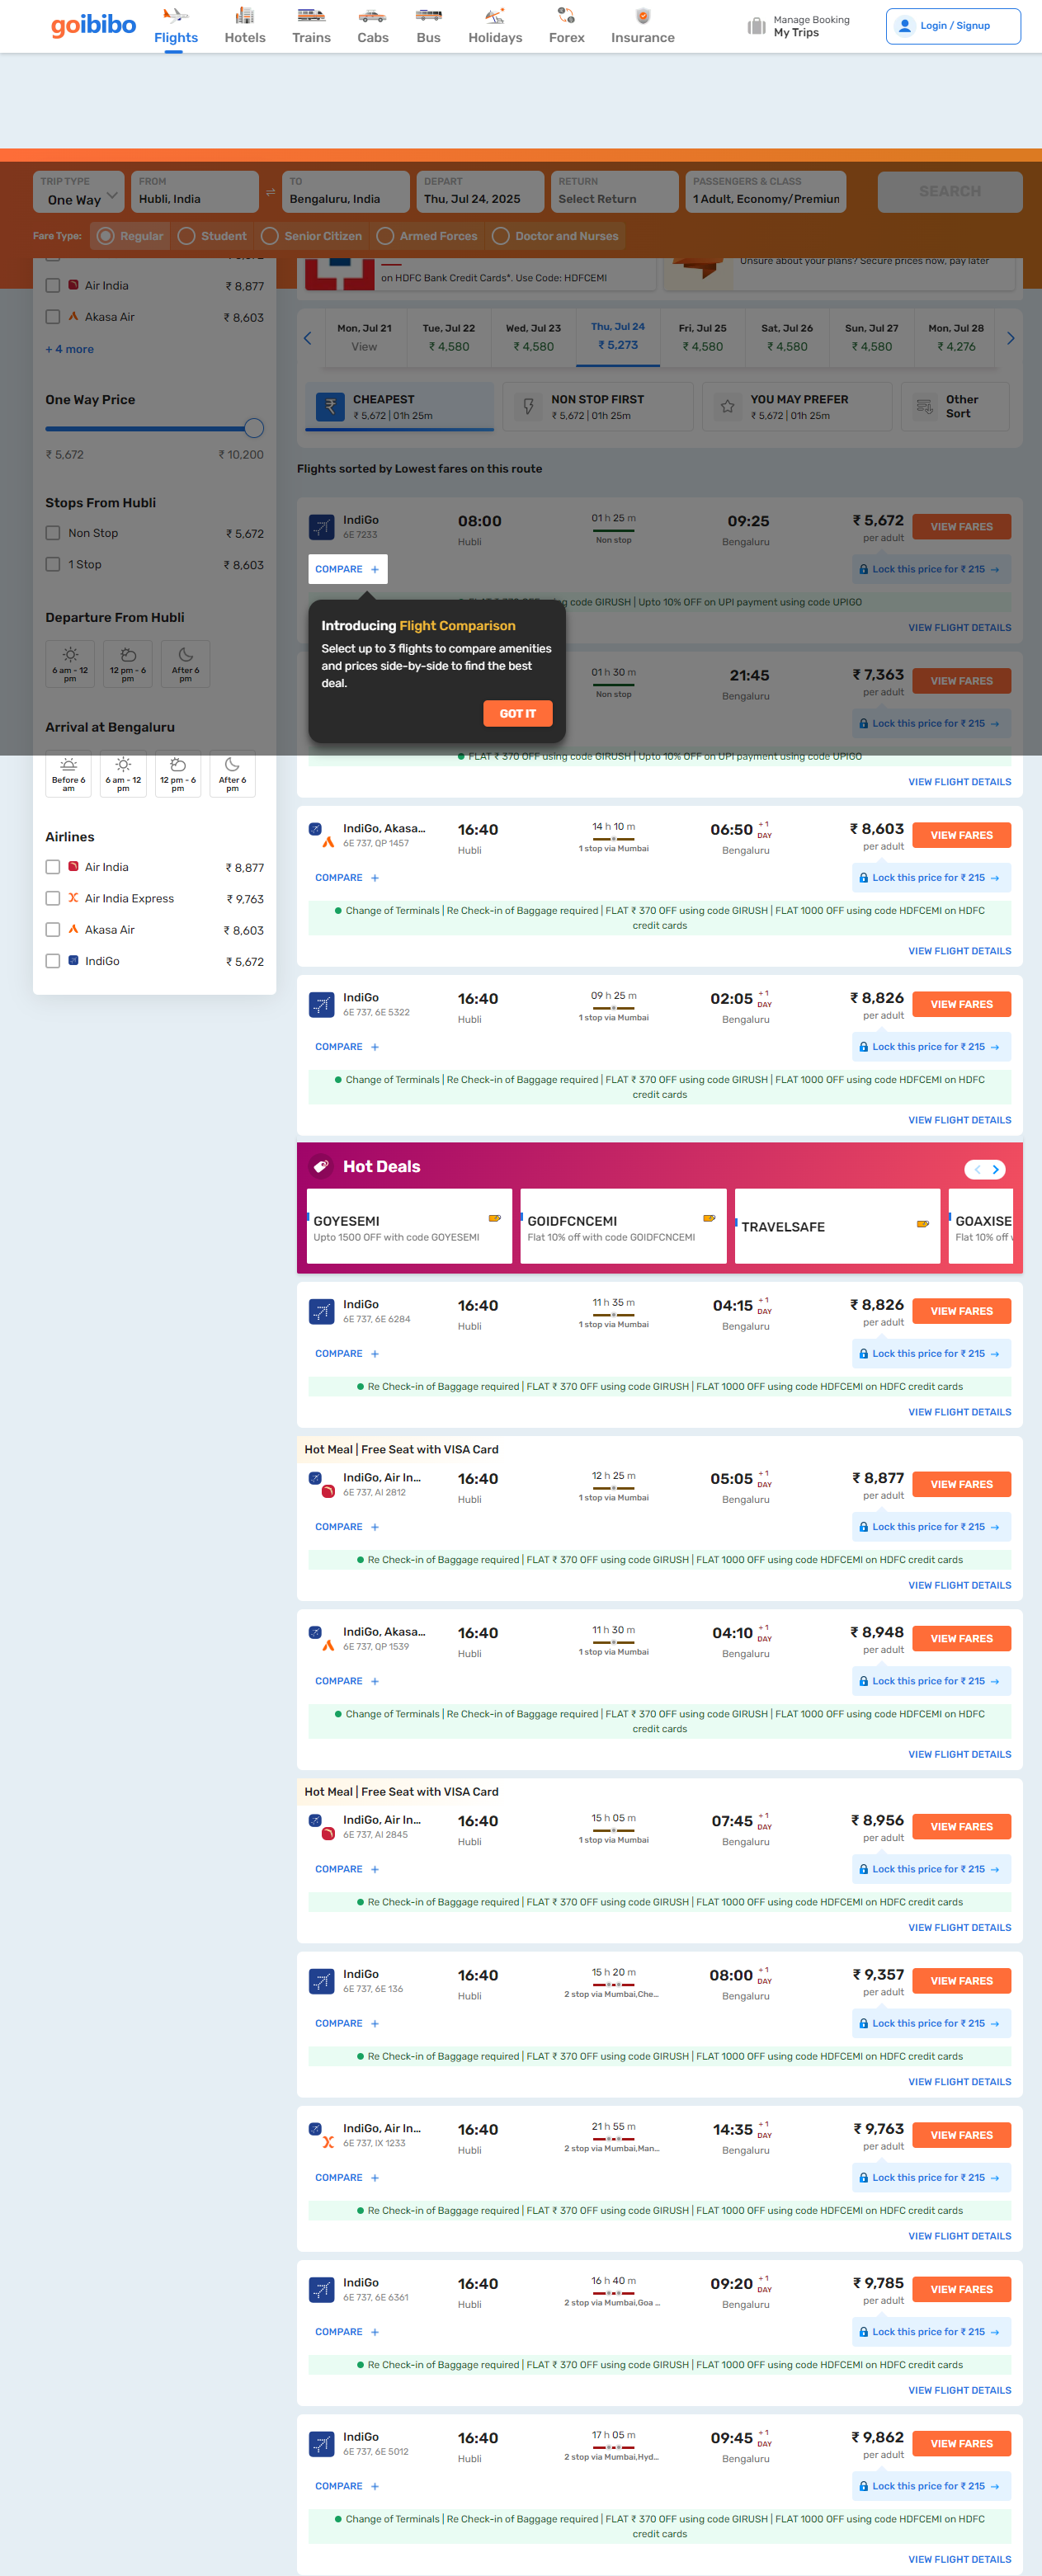 goibibo
Flights
Hotels
Trains
Cabs
Bus
Holidays
Forex
Insurance
Manage Booking
My Trips
Login / Signup
TRIP TYPE
One Way
FROM
Hubli, India
TO
Bengaluru, India
DEPART
Thu, Jul 24, 2025
RETURN
Select Return
PASSENGERS & CLASS
1 Adult, Economy/Premium
SEARCH
Fare Type:
Regular
Student
Senior Citizen
Armed Forces
Doctor and Nurses
Air India ₹ 8,877
Akasa Air ₹ 8,603
+ 4 more
One Way Price
₹ 5,672 ₹ 10,200
Stops From Hubli
Non Stop ₹ 5,672
1 Stop ₹ 8,603
Departure From Hubli
6 am - 12 pm
12 pm - 6 pm
After 6 pm
Arrival at Bengaluru
Before 6 am
6 am - 12 pm
12 pm - 6 pm
After 6 pm
Airlines
Air India ₹ 8,877
Air India Express ₹ 9,763
Akasa Air ₹ 8,603
IndiGo ₹ 5,672
on HDFC Bank Credit Cards*. Use Code: HDFCEMI
Unsure about your plans? Secure prices now, pay later
Mon, Jul 21
View
Tue, Jul 22
₹ 4,580
Wed, Jul 23
₹ 4,580
Thu, Jul 24
₹ 5,273
Fri, Jul 25
₹ 4,580
Sat, Jul 26
₹ 4,580
Sun, Jul 27
₹ 4,580
Mon, Jul 28
₹ 4,276
CHEAPEST
₹ 5,672 | 01h 25m
NON STOP FIRST
₹ 5,672 | 01h 25m
YOU MAY PREFER
₹ 5,672 | 01h 25m
Other
Sort
Flights sorted by Lowest fares on this route
IndiGo
6E 7233
08:00
Hubli
01 h 25 m
Non stop
09:25
Bengaluru
₹ 5,672
per adult
VIEW FARES
COMPARE +
Lock this price for ₹ 215 →
code GIRUSH | Upto 10% OFF on UPI payment using code UPIGO
VIEW FLIGHT DETAILS
Introducing Flight Comparison
Select up to 3 flights to compare amenities
and prices side-by-side to find the best
deal.
GOT IT
01 h 30 m
Non stop
21:45
Bengaluru
₹ 7,363
per adult
VIEW FARES
Lock this price for ₹ 215 →
FLAT ₹ 370 OFF using code GIRUSH | Upto 10% OFF on UPI payment using code UPIGO
VIEW FLIGHT DETAILS
IndiGo, Akasa...
6E 737, QP 1457
16:40
Hubli
14 h 10 m
1 stop via Mumbai
06:50 +1 DAY
Bengaluru
₹ 8,603
per adult
VIEW FARES
COMPARE +
Lock this price for ₹ 215 →
Change of Terminals | Re Check-in of Baggage required | FLAT ₹ 370 OFF using code GIRUSH | FLAT 1000 OFF using code HDFCEMI on HDFC
credit cards
VIEW FLIGHT DETAILS
IndiGo
6E 737, 6E 5322
16:40
Hubli
09 h 25 m
1 stop via Mumbai
02:05 +1 DAY
Bengaluru
₹ 8,826
per adult
VIEW FARES
COMPARE +
Lock this price for ₹ 215 →
Change of Terminals | Re Check-in of Baggage required | FLAT ₹ 370 OFF using code GIRUSH | FLAT 1000 OFF using code HDFCEMI on HDFC
credit cards
VIEW FLIGHT DETAILS
Hot Deals
GOYESEMI
Upto 1500 OFF with code GOYESEMI
GOIDFCNCEMI
Flat 10% off with code GOIDFCNCEMI
TRAVELSAFE
GOAXISE
Flat 10% off
IndiGo
6E 737, 6E 6284
16:40
Hubli
11 h 35 m
1 stop via Mumbai
04:15 +1 DAY
Bengaluru
₹ 8,826
per adult
VIEW FARES
COMPARE +
Lock this price for ₹ 215 →
Re Check-in of Baggage required | FLAT ₹ 370 OFF using code GIRUSH | FLAT 1000 OFF using code HDFCEMI on HDFC credit cards
VIEW FLIGHT DETAILS
Hot Meal | Free Seat with VISA Card
IndiGo, Air In...
6E 737, AI 2812
16:40
Hubli
12 h 25 m
1 stop via Mumbai
05:05 +1 DAY
Bengaluru
₹ 8,877
per adult
VIEW FARES
COMPARE +
Lock this price for ₹ 215 →
Re Check-in of Baggage required | FLAT ₹ 370 OFF using code GIRUSH | FLAT 1000 OFF using code HDFCEMI on HDFC credit cards
VIEW FLIGHT DETAILS
IndiGo, Akasa...
6E 737, QP 1539
16:40
Hubli
11 h 30 m
1 stop via Mumbai
04:10 +1 DAY
Bengaluru
₹ 8,948
per adult
VIEW FARES
COMPARE +
Lock this price for ₹ 215 →
Change of Terminals | Re Check-in of Baggage required | FLAT ₹ 370 OFF using code GIRUSH | FLAT 1000 OFF using code HDFCEMI on HDFC
credit cards
VIEW FLIGHT DETAILS
Hot Meal | Free Seat with VISA Card
IndiGo, Air In...
6E 737, AI 2845
16:40
Hubli
15 h 05 m
1 stop via Mumbai
07:45 +1 DAY
Bengaluru
₹ 8,956
per adult
VIEW FARES
COMPARE +
Lock this price for ₹ 215 →
Re Check-in of Baggage required | FLAT ₹ 370 OFF using code GIRUSH | FLAT 1000 OFF using code HDFCEMI on HDFC credit cards
VIEW FLIGHT DETAILS
IndiGo
6E 737, 6E 136
16:40
Hubli
15 h 20 m
2 stop via Mumbai,Che...
08:00 +1 DAY
Bengaluru
₹ 9,357
per adult
VIEW FARES
COMPARE +
Lock this price for ₹ 215 →
Re Check-in of Baggage required | FLAT ₹ 370 OFF using code GIRUSH | FLAT 1000 OFF using code HDFCEMI on HDFC credit cards
VIEW FLIGHT DETAILS
IndiGo, Air In...
6E 737, IX 1233
16:40
Hubli
21 h 55 m
2 stop via Mumbai,Man...
14:35 +1 DAY
Bengaluru
₹ 9,763
per adult
VIEW FARES
COMPARE +
Lock this price for ₹ 215 →
Re Check-in of Baggage required | FLAT ₹ 370 OFF using code GIRUSH | FLAT 1000 OFF using code HDFCEMI on HDFC credit cards
VIEW FLIGHT DETAILS
IndiGo
6E 737, 6E 6361
16:40
Hubli
16 h 40 m
2 stop via Mumbai,Goa ...
09:20 +1 DAY
Bengaluru
₹ 9,785
per adult
VIEW FARES
COMPARE +
Lock this price for ₹ 215 →
Re Check-in of Baggage required | FLAT ₹ 370 OFF using code GIRUSH | FLAT 1000 OFF using code HDFCEMI on HDFC credit cards
VIEW FLIGHT DETAILS
IndiGo
6E 737, 6E 5012
16:40
Hubli
17 h 05 m
2 stop via Mumbai,Hyd...
09:45 +1 DAY
Bengaluru
₹ 9,862
per adult
VIEW FARES
COMPARE +
Lock this price for ₹ 215 →
Change of Terminals | Re Check-in of Baggage required | FLAT ₹ 370 OFF using code GIRUSH | FLAT 1000 OFF using code HDFCEMI on HDFC
credit cards
VIEW FLIGHT DETAILS